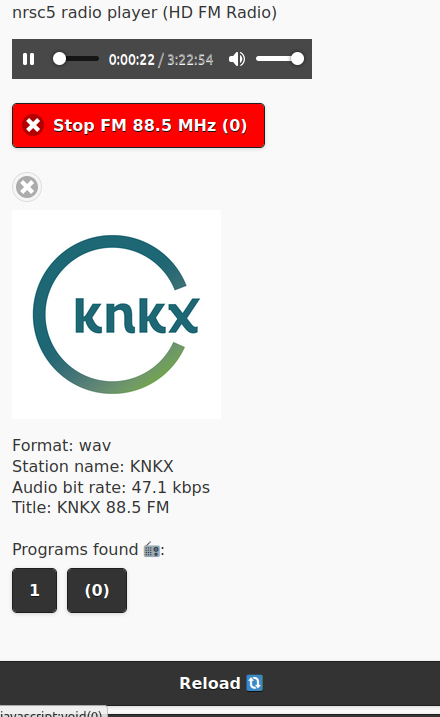 nrsc5 radio player (HD FM Radio)
0:00:22 / 3:22:54
Stop FM 88.5 MHz (0)
knkx
Format: wav
Station name: KNKX
Audio bit rate: 47.1 kbps
Title: KNKX 88.5 FM
Programs found 📻:
1 (0)
Reload 🔃
javascript:void(0)